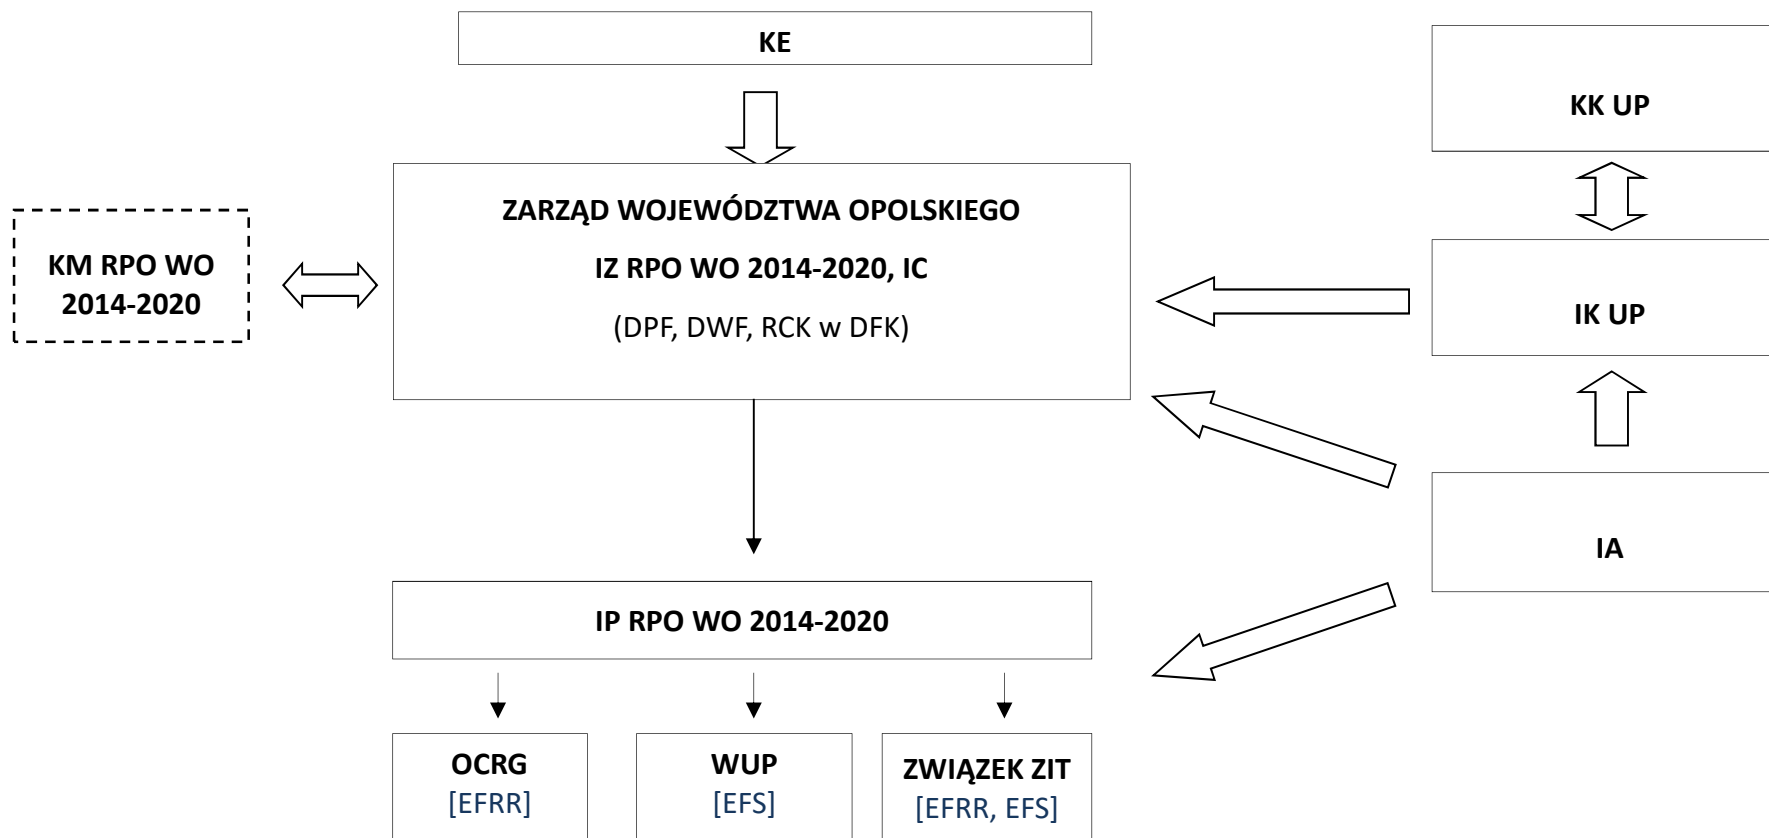 KE
KK UP
ZARZĄD WOJEWÓDZTWA OPOLSKIEGO
IZ RPO WO 2014-2020, IC
(DPF, DWF, RCK w DFK)
KM RPO WO
2014-2020
IK UP
IA
IP RPO WO 2014-2020
OCRG
[EFRR]
WUP
[EFS]
ZWIĄZEK ZIT
[EFRR, EFS]